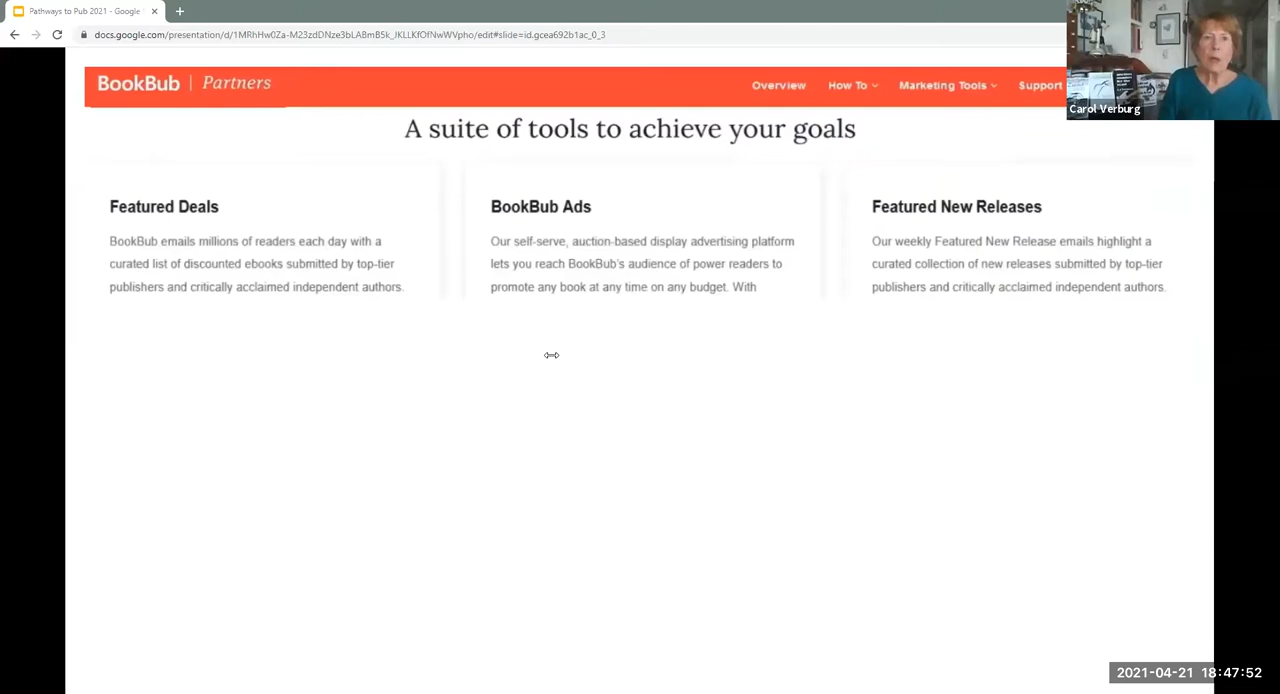 Pathways to Pub 2021 - Google
docs.google.com/presentation/d/1MRhHw0Za-M23zdDNze3bLABmB5k_JKLLKfOfNwWVpho/edit#slide=id.gcea692b1ac_0_3
BookBub | Partners
Overview How To Marketing Tools Support
Carol Verburg
A suite of tools to achieve your goals
Featured Deals
BookBub emails millions of readers each day with a
curated list of discounted ebooks submitted by top-tier
publishers and critically acclaimed independent authors.
BookBub Ads
Our self-serve, auction-based display advertising platform
lets you reach BookBub's audience of power readers to
promote any book at any time on any budget. With
Featured New Releases
Our weekly Featured New Release emails highlight a
curated collection of new releases submitted by top-tier
publishers and critically acclaimed independent authors.
2021-04-21 18:47:52